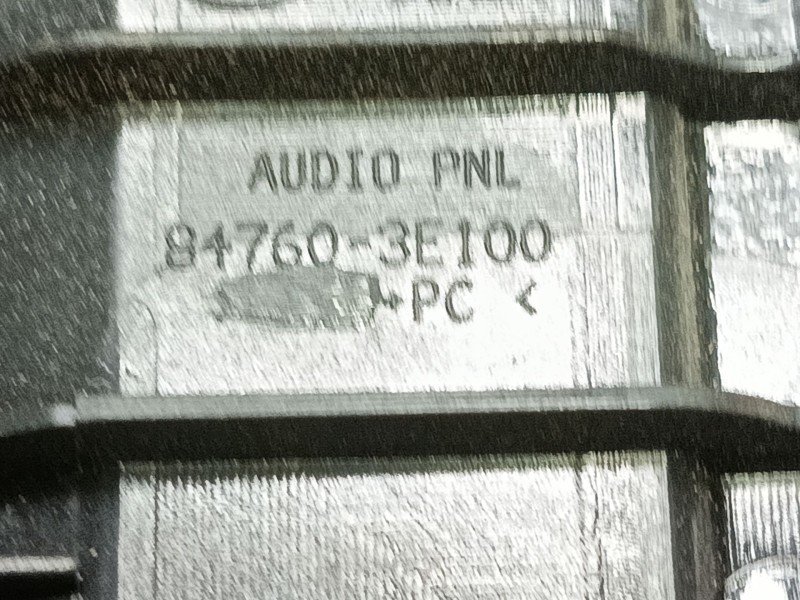 AUDIO PNL
84760-3E100
PC <